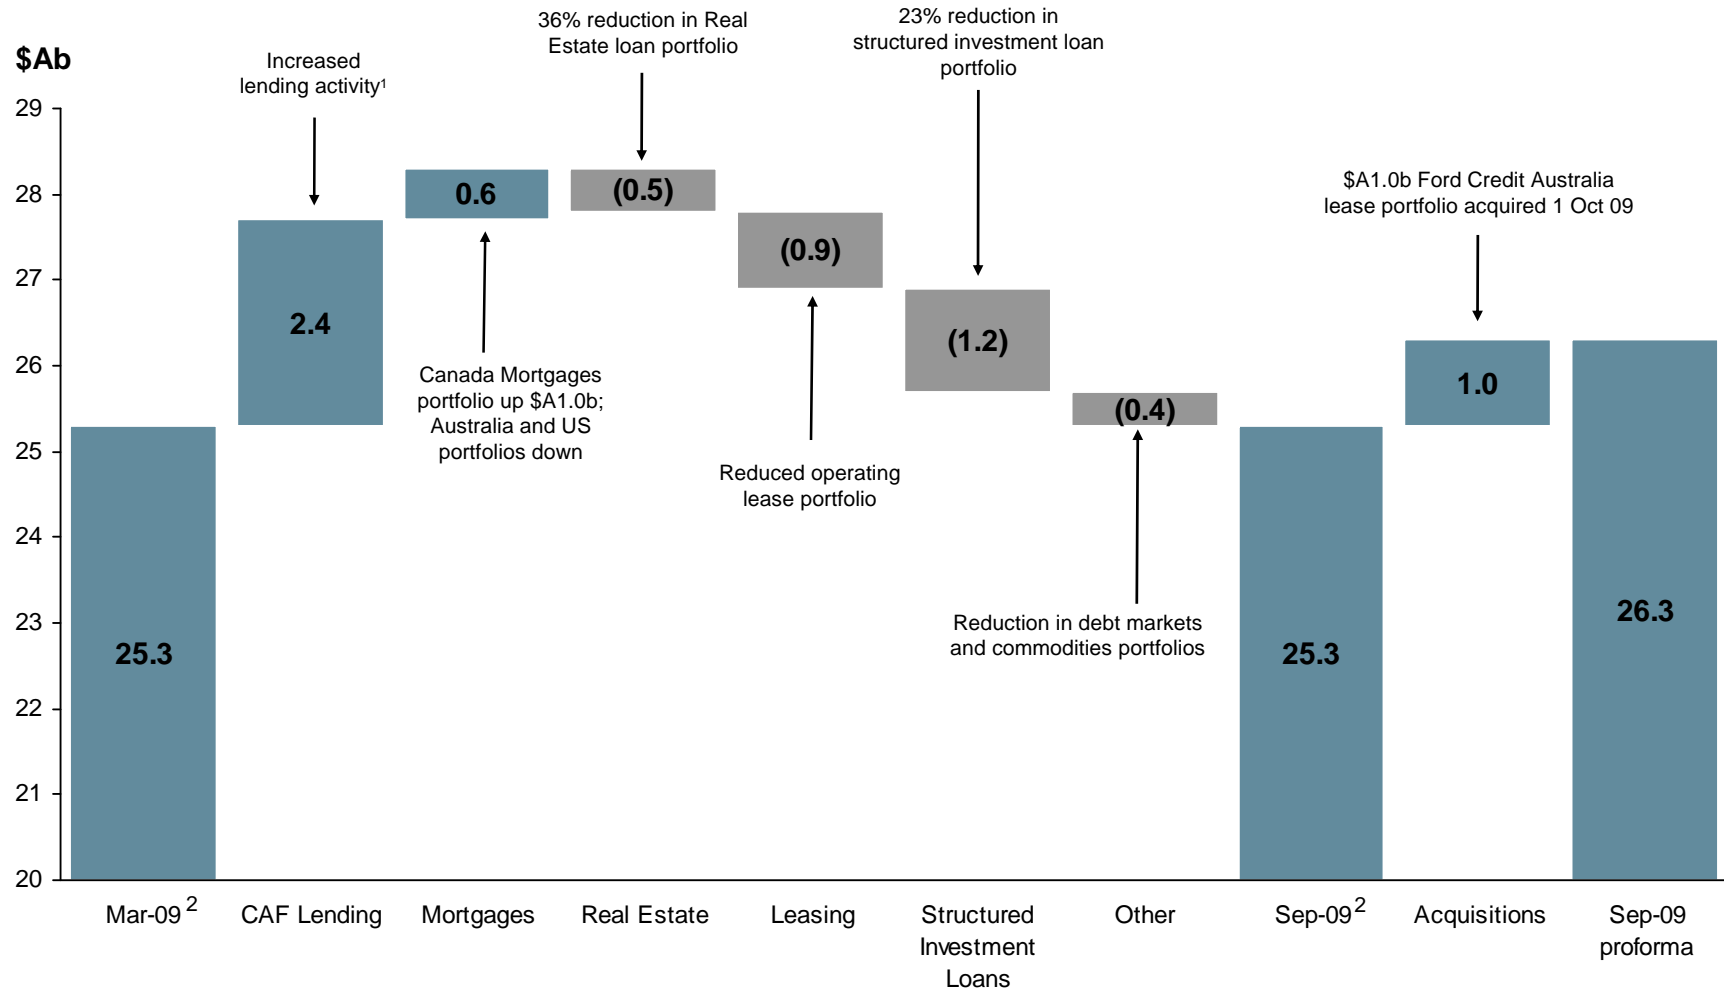 $Ab
36% reduction in Real
Estate loan portfolio
23% reduction in
structured investment loan
portfolio
Increased
lending activity¹
$A1.0b Ford Credit Australia
lease portfolio acquired 1 Oct 09
29
28
27
26
25
24
23
22
21
20
25.3
2.4
0.6
(0.5)
(0.9)
(1.2)
(0.4)
25.3
1.0
26.3
Canada Mortgages
portfolio up $A1.0b;
Australia and US
portfolios down
Reduced operating
lease portfolio
Reduction in debt markets
and commodities portfolios
Mar-09 ²
CAF Lending
Mortgages
Real Estate
Leasing
Structured
Investment
Loans
Other
Sep-09²
Acquisitions
Sep-09
proforma